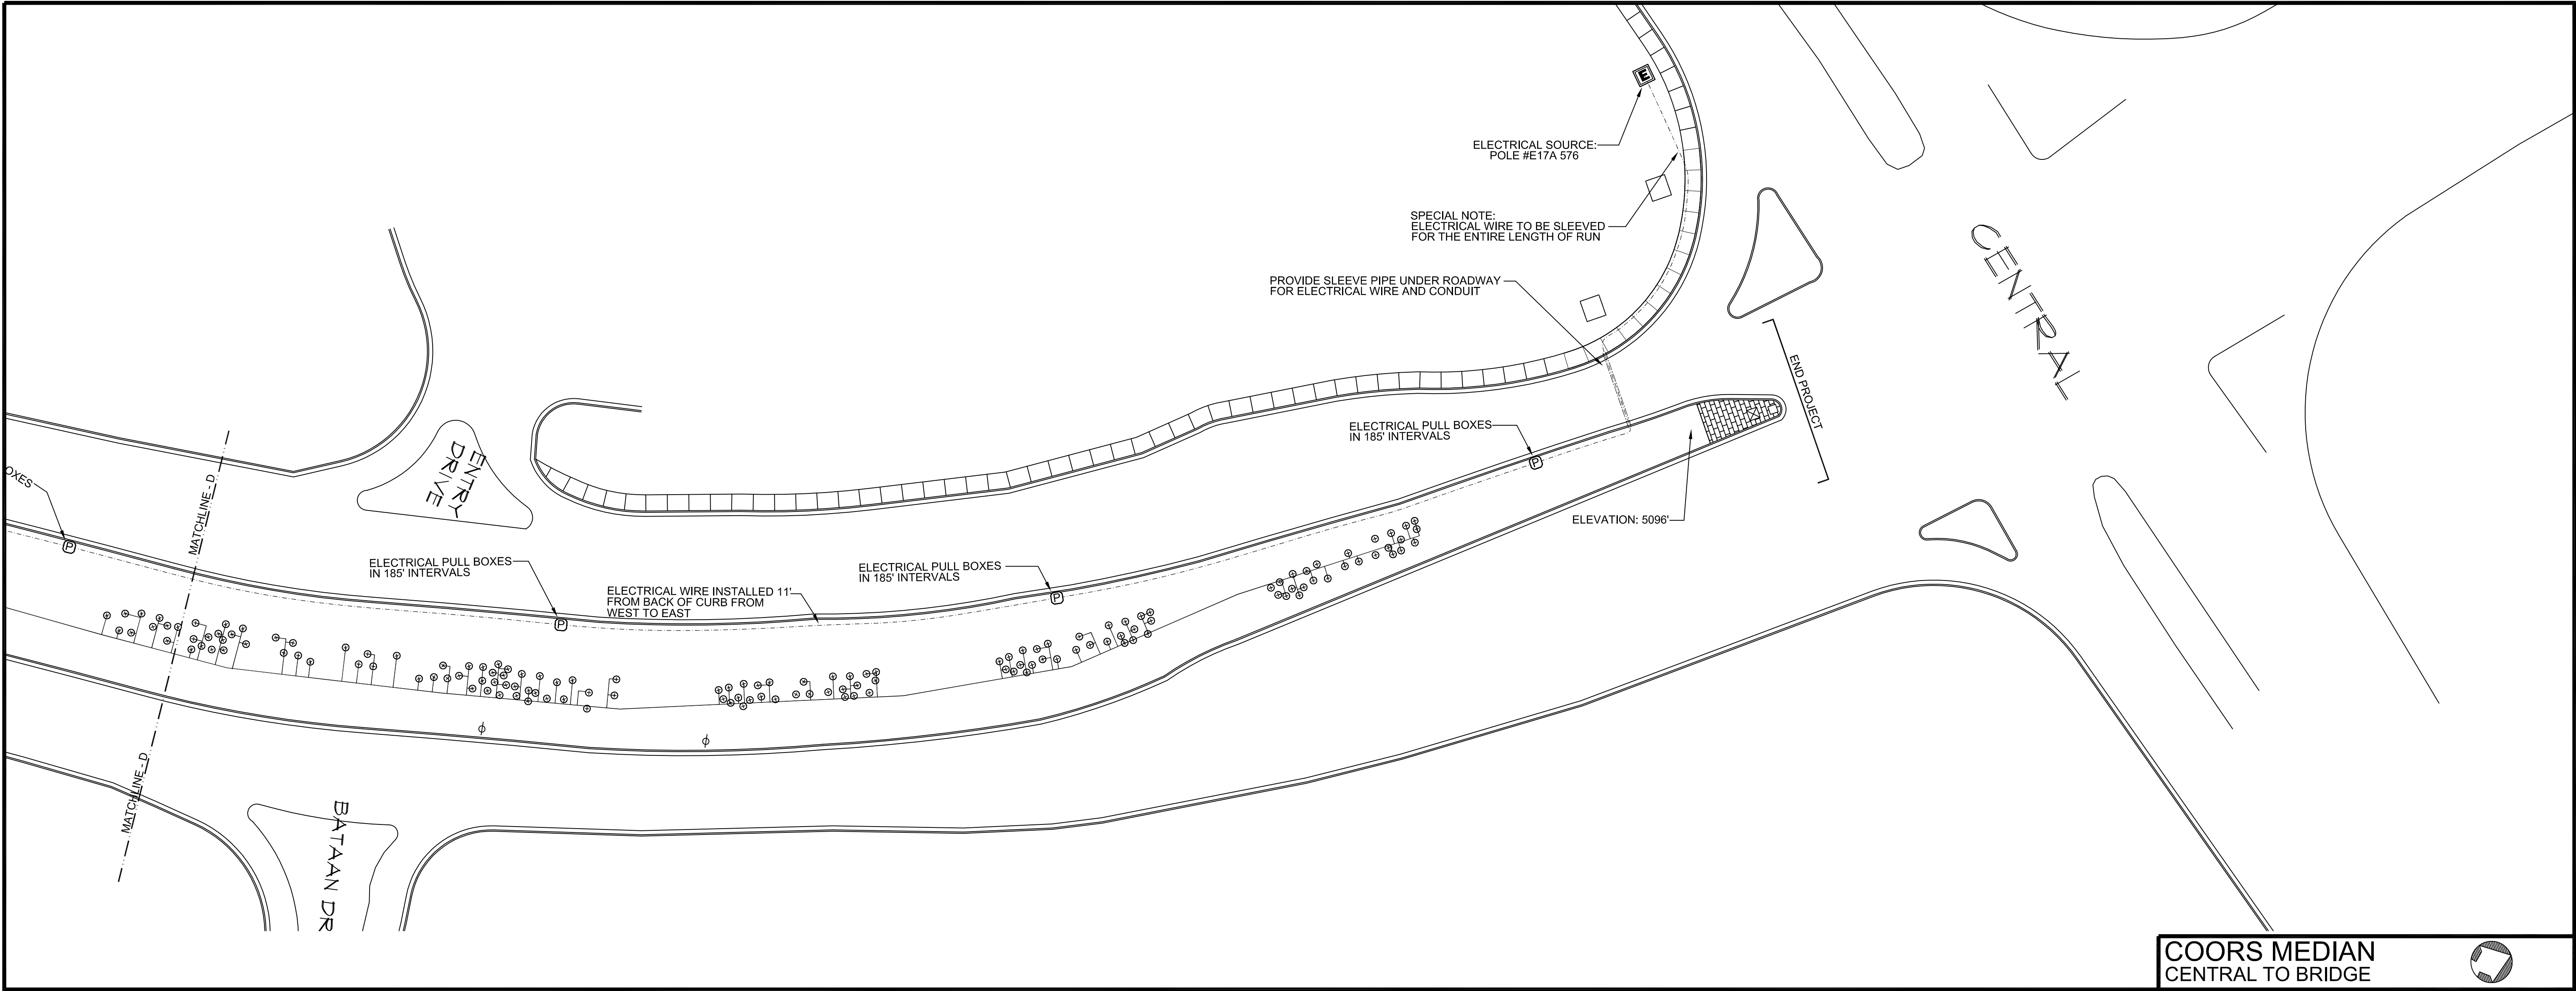 E
ELECTRICAL SOURCE:
POLE #E17A 576
SPECIAL NOTE:
ELECTRICAL WIRE TO BE SLEEVED
FOR THE ENTIRE LENGTH OF RUN
PROVIDE SLEEVE PIPE UNDER ROADWAY
FOR ELECTRICAL WIRE AND CONDUIT
CENTRAL
END PROJECT
ELECTRICAL PULL BOXES
IN 185' INTERVALS
P
ELEVATION: 5096'
ENTRY
DRIVE
OXES
P
MATCHLINE - D
ELECTRICAL PULL BOXES
IN 185' INTERVALS
P
ELECTRICAL WIRE INSTALLED 11'
FROM BACK OF CURB FROM
WEST TO EAST
ELECTRICAL PULL BOXES
IN 185' INTERVALS
P
MATCHLINE - D
BATAAN DR
COORS MEDIAN
CENTRAL TO BRIDGE